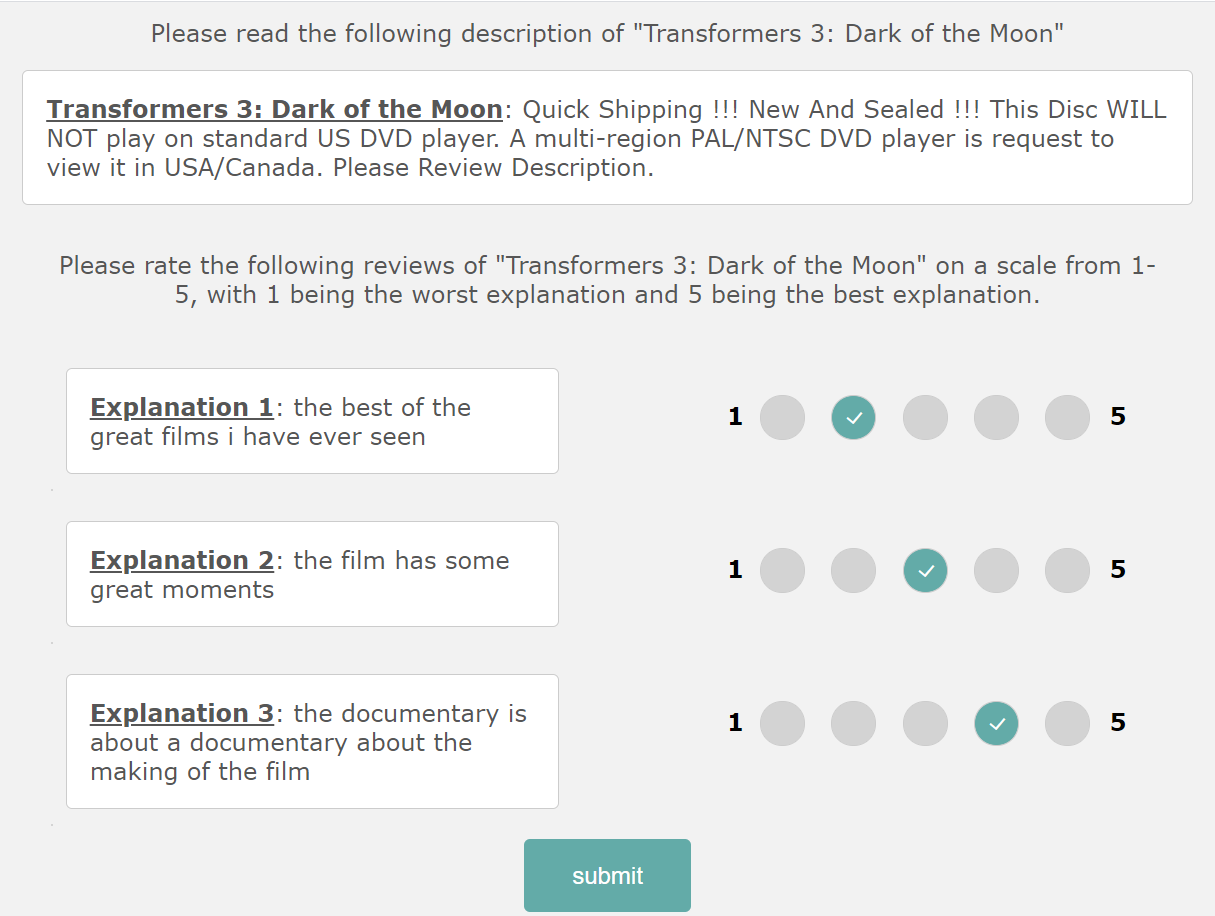 Please read the following description of "Transformers 3: Dark of the Moon"
Transformers 3: Dark of the Moon: Quick Shipping !!! New And Sealed !!! This Disc WILL
NOT play on standard US DVD player. A multi-region PAL/NTSC DVD player is request to
view it in USA/Canada. Please Review Description.
Please rate the following reviews of "Transformers 3: Dark of the Moon" on a scale from 1-
5, with 1 being the worst explanation and 5 being the best explanation.
Explanation 1: the best of the
great films i have ever seen
1 5
Explanation 2: the film has some
great moments
1 5
Explanation 3: the documentary is
about a documentary about the
making of the film
1 5
submit